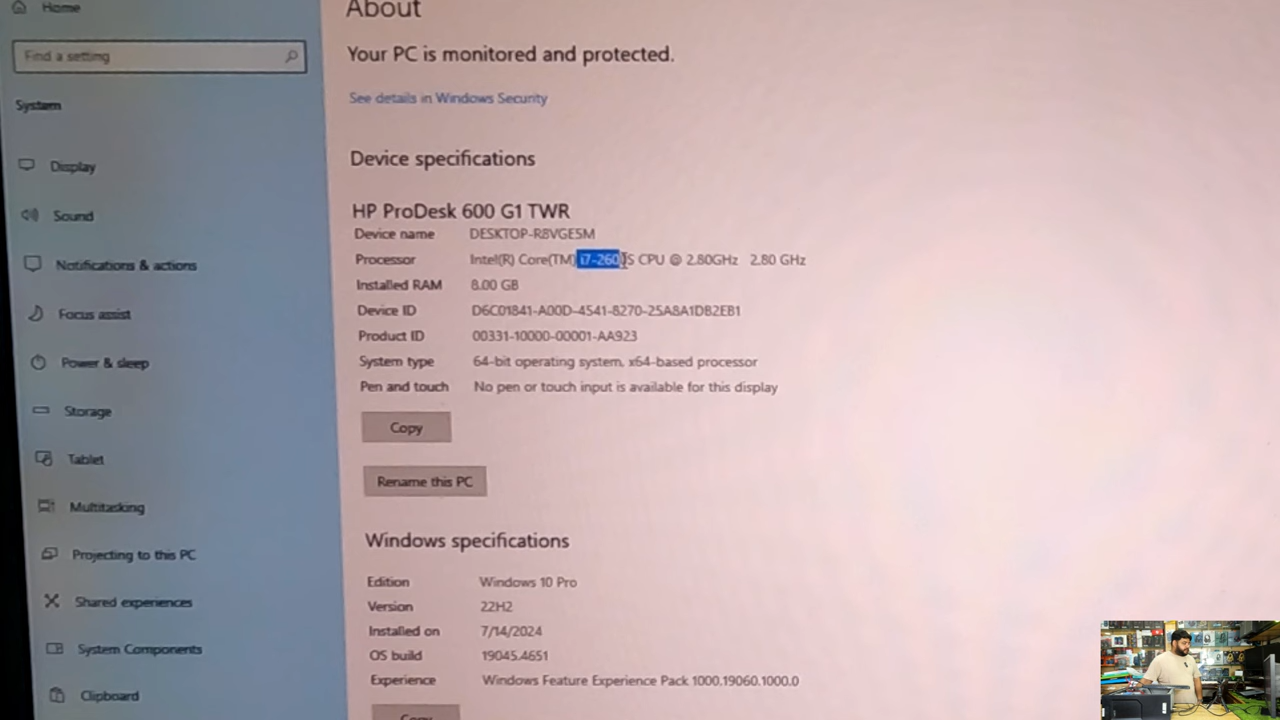 Home
Find a setting
System
Display
Sound
Notifications & actions
Focus assist
Power & sleep
Storage
Tablet
Multitasking
Projecting to this PC
Shared experiences
System Components
Clipboard
About
Your PC is monitored and protected.
See details in Windows Security
Device specifications
HP ProDesk 600 G1 TWR
Device name DESKTOP-R8VGE5M
Processor Intel(R) Core(TM) i7-2600S CPU @ 2.80GHz 2.80 GHz
Installed RAM 8.00 GB
Device ID D6C01841-A00D-4541-8270-25A8A1DB2EB1
Product ID 00331-10000-00001-AA923
System type 64-bit operating system, x64-based processor
Pen and touch No pen or touch input is available for this display
Copy
Rename this PC
Windows specifications
Edition Windows 10 Pro
Version 22H2
Installed on 7/14/2024
OS build 19045.4651
Experience Windows Feature Experience Pack 1000.19060.1000.0
Copy